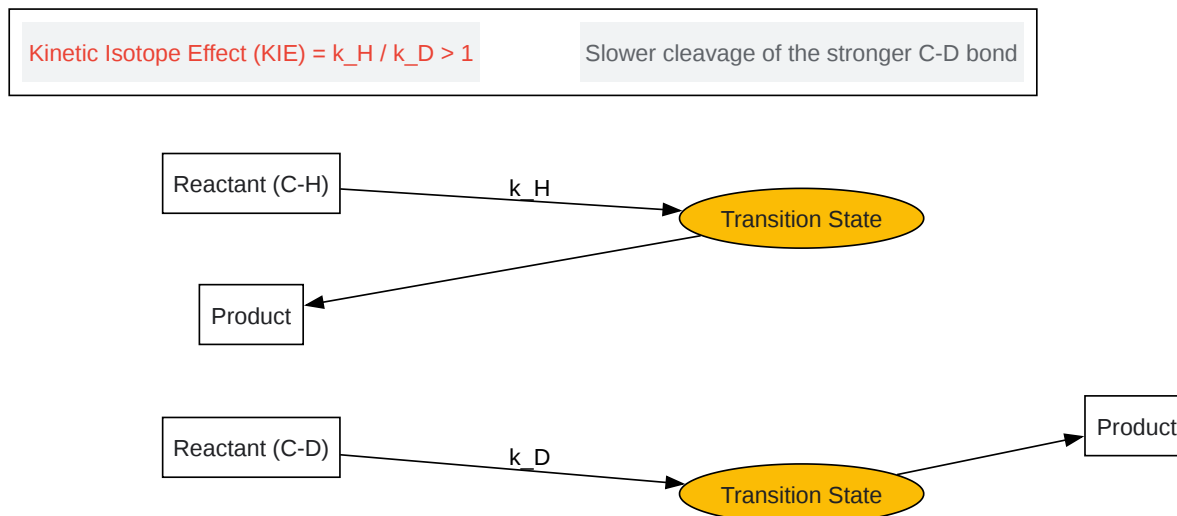 Kinetic Isotope Effect (KIE) = k_H / k_D > 1
Slower cleavage of the stronger C-D bond
Reactant (C-H)
k_H
Transition State
Product
Reactant (C-D)
k_D
Transition State
Product